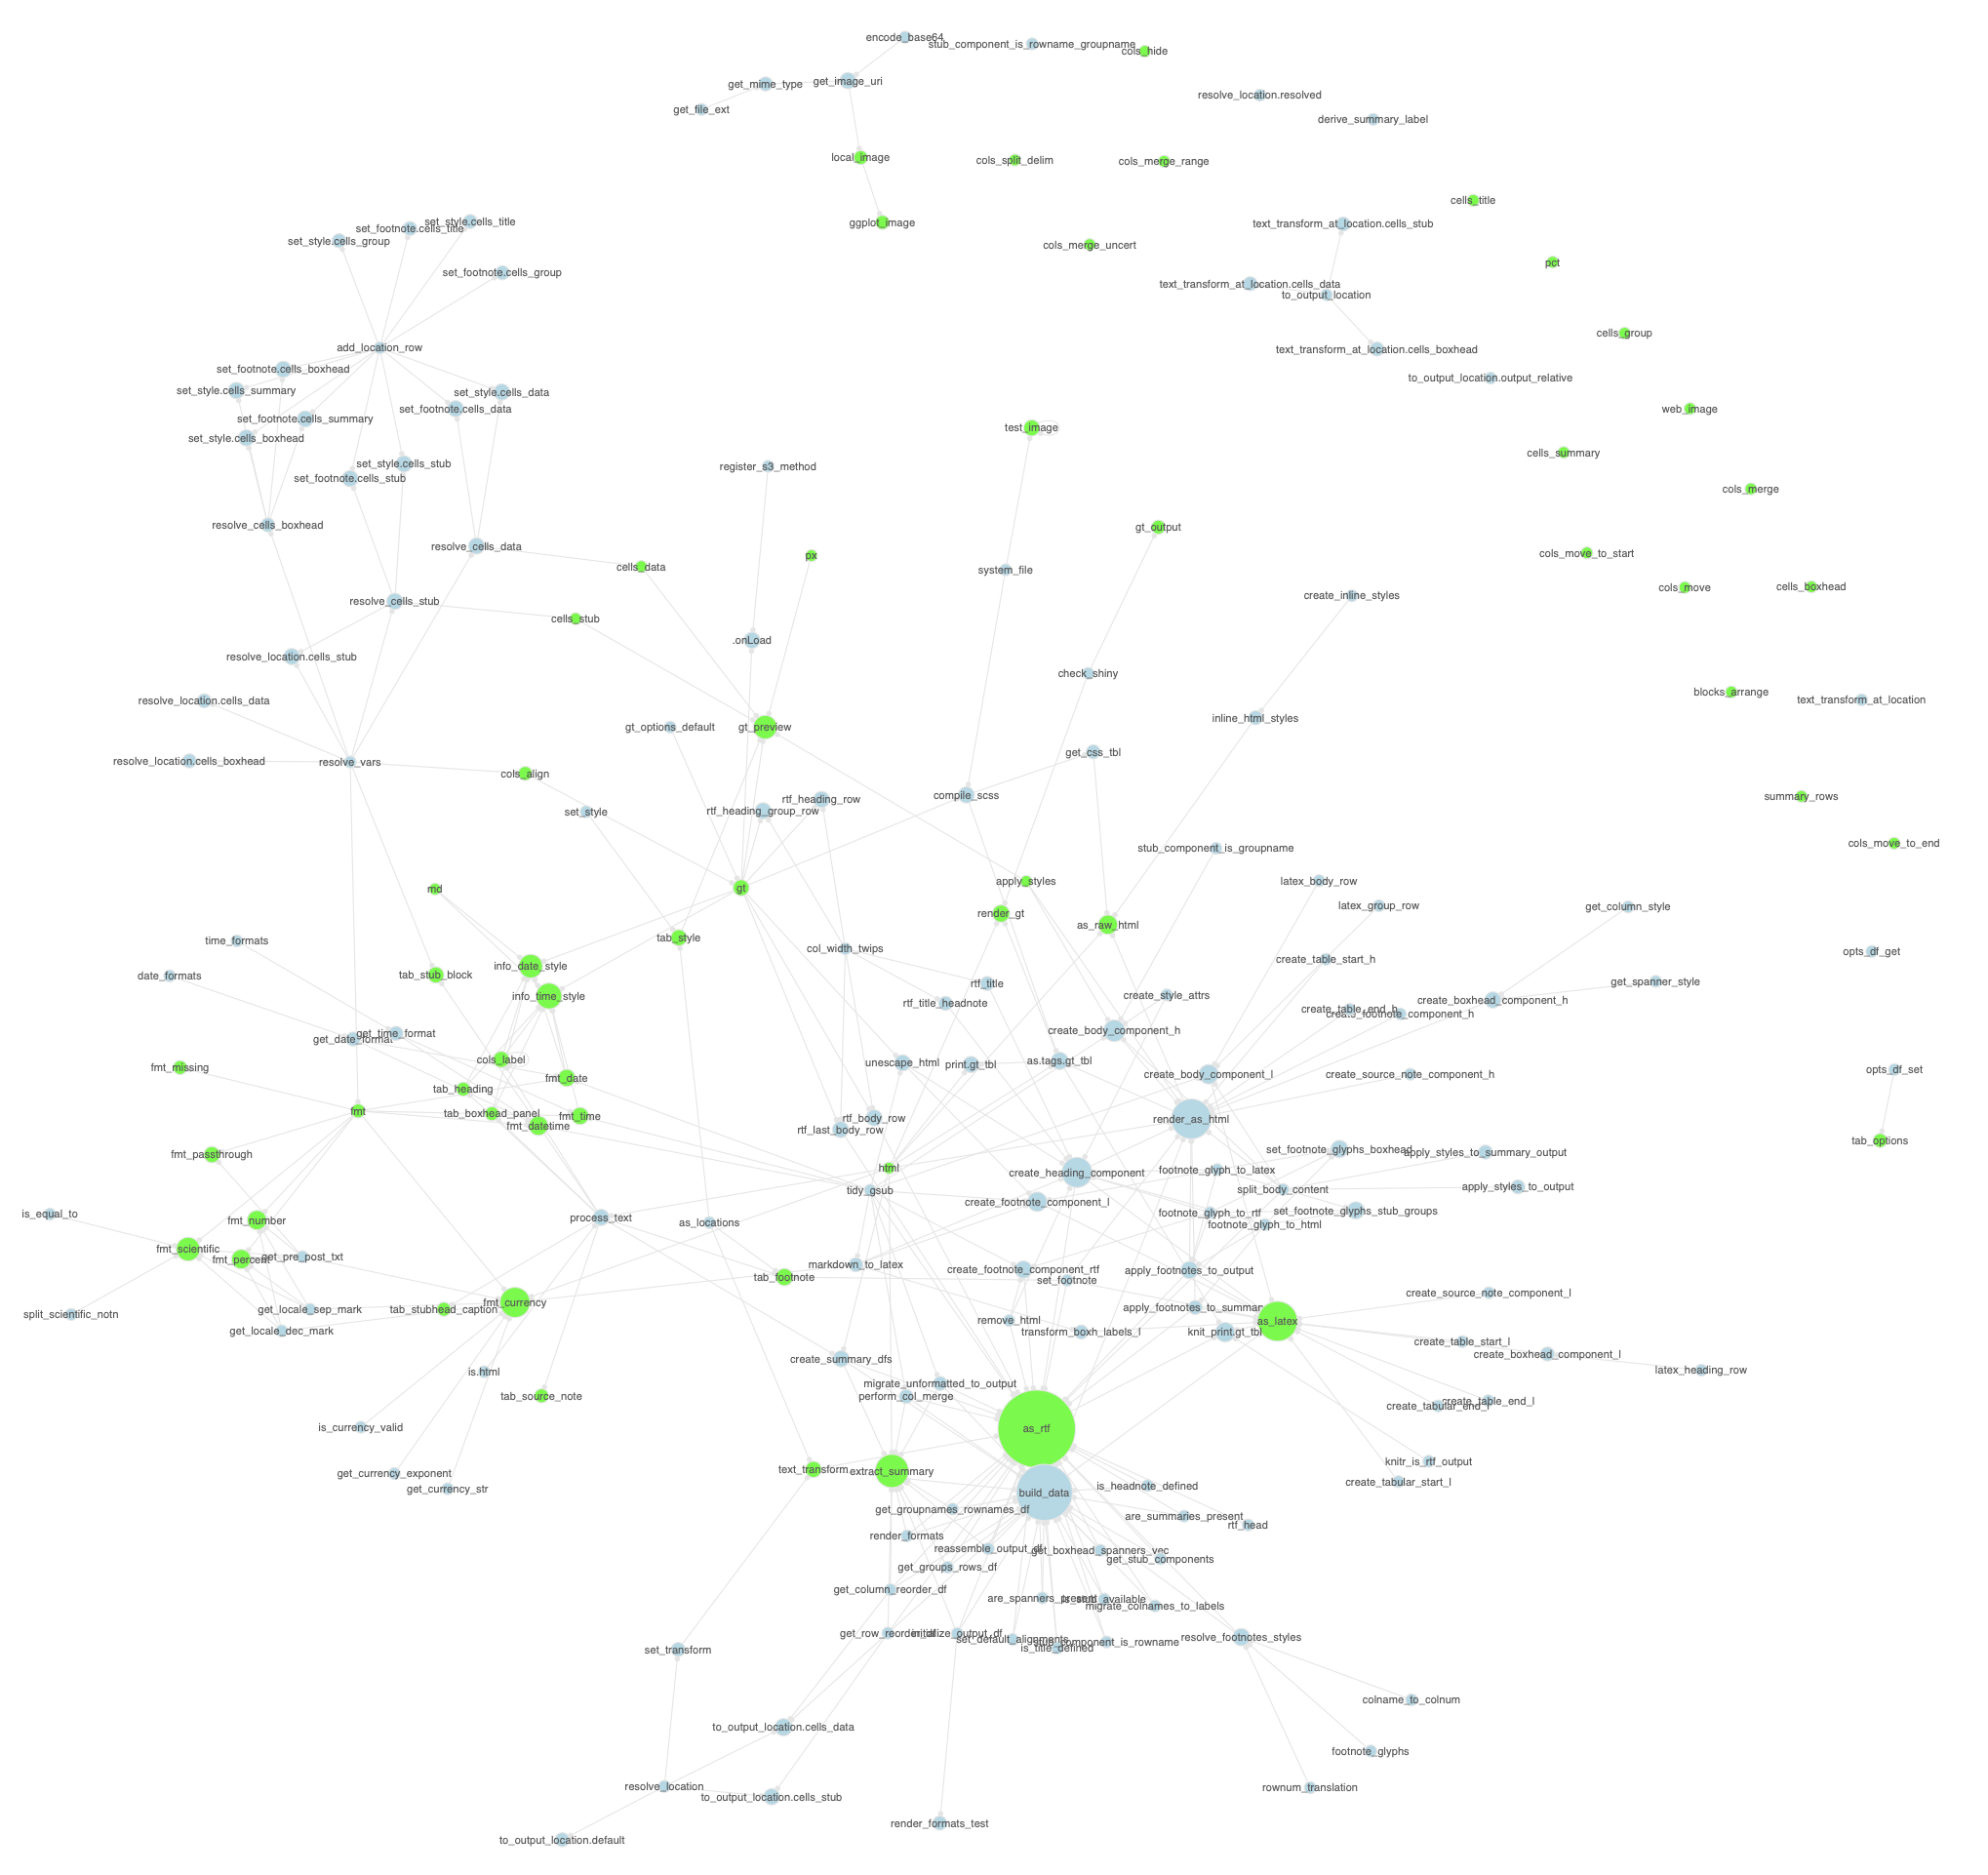 encode_base64
stub_component_is_rowname_groupname
cols_hide
get_mime_type
get_image_uri
get_file_ext
resolve_location.resolved
derive_summary_label
local_image
cols_split_delim
cols_merge_range
cells_title
ggplot_image
set_style.cells_title
set_footnote.cells_title
set_style.cells_group
text_transform_at_location.cells_stub
cols_merge_uncert
pct
set_footnote.cells_group
text_transform_at_location.cells_data
to_output_location
cells_group
add_location_row
text_transform_at_location.cells_boxhead
set_footnote.cells_boxhead
to_output_location.output_relative
set_style.cells_summary
set_style.cells_data
set_footnote.cells_data
web_image
set_footnote.cells_summary
test_image
set_style.cells_boxhead
cells_summary
set_style.cells_stub
register_s3_method
set_footnote.cells_stub
cols_merge
resolve_cells_boxhead
gt_output
resolve_cells_data
px
cols_move_to_start
cells_data
system_file
cols_move
cells_boxhead
create_inline_styles
resolve_cells_stub
cells_stub
.onLoad
resolve_location.cells_stub
check_shiny
blocks_arrange
resolve_location.cells_data
text_transform_at_location
inline_html_styles
gt_options_default
gt_preview
get_css_tbl
resolve_location.cells_boxhead
resolve_vars
cols_align
compile_scss
summary_rows
rtf_heading_row
set_style
rtf_heading_group_row
cols_move_to_end
stub_component_is_groupname
md
gt
apply_styles
latex_body_row
latex_group_row
get_column_style
render_gt
as_raw_html
time_formats
tab_style
col_width_twips
opts_df_get
date_formats
tab_stub_block
info_date_style
create_table_start_h
rtf_title
get_spanner_style
info_time_style
rtf_title_headnote
create_style_attrs
create_boxhead_component_h
create_table_end_h
create_footnote_component_h
get_time_format
get_date_format
create_body_component_h
cols_label
unescape_html
print.gt_tbl
as.tags.gt_tbl
fmt_missing
fmt_date
create_body_component_l
create_source_note_component_h
opts_df_set
tab_heading
fmt
tab_boxhead_panel
fmt_time
fmt_datetime
rtf_body_row
rtf_last_body_row
render_as_html
tab_options
fmt_passthrough
set_footnote_glyphs_boxhead
apply_styles_to_summary_output
html
create_heading_component
footnote_glyph_to_latex
tidy_gsub
split_body_content
apply_styles_to_output
create_footnote_component_l
is_equal_to
fmt_number
process_text
as_locations
footnote_glyph_to_rtf
set_footnote_glyphs_stub_groups
footnote_glyph_to_html
fmt_scientific
fmt_percent
get_pre_post_txt
markdown_to_latex
create_footnote_component_rtf
apply_footnotes_to_output
tab_footnote
set_footnote
create_source_note_component_l
fmt_currency
get_locale_sep_mark
tab_stubhead_caption
split_scientific_notn
apply_footnotes_to_summar
remove_html
as_latex
get_locale_dec_mark
transform_boxh_labels_l
knit_print.gt_tbl
create_table_start_l
create_boxhead_component_l
create_summary_dfs
latex_heading_row
is.html
migrate_unformatted_to_output
tab_source_note
perform_col_merge
create_table_end_l
create_tabular_end_l
is_currency_valid
as_rtf
knitr_is_rtf_output
get_currency_exponent
text_transform
extract_summary
create_tabular_start_l
get_currency_str
is_headnote_defined
build_data
get_groupnames_rownames_df
are_summaries_present
rtf_head
render_formats
reassemble_output_df
get_boxhead_spanners_vec
get_stub_components
get_groups_rows_df
get_column_reorder_df
are_spanners_present
is_stub_available
migrate_colnames_to_labels
get_row_reorder_df
initialize_output_df
set_default_alignments
stub_component_is_rowname
is_title_defined
resolve_footnotes_styles
set_transform
colname_to_colnum
to_output_location.cells_data
footnote_glyphs
resolve_location
rownum_translation
to_output_location.cells_stub
render_formats_test
to_output_location.default